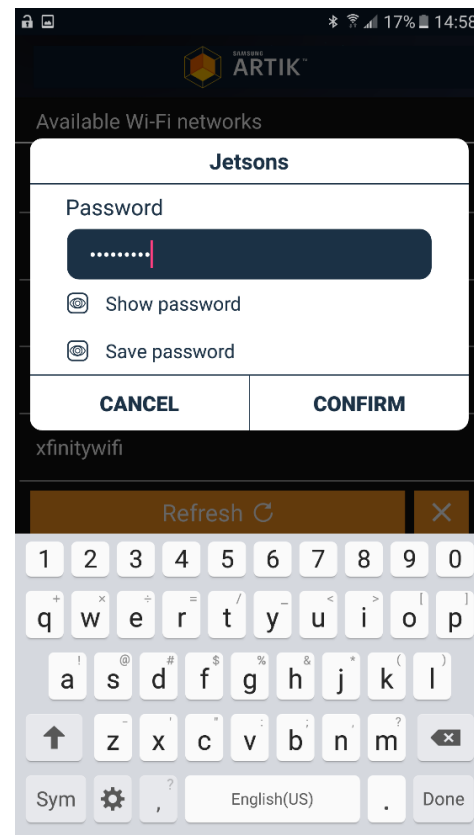 17% 14:58
SAMSUNG
ARTIK™
Available Wi-Fi networks
Jetsons
Password
•••••••••
Show password
Save password
CANCEL CONFIRM
xfinitywifi
Refresh
1 2 3 4 5 6 7 8 9 0
+ × ÷ = / _ < > [ ]
q w e r t y u i o p
! @ # $ % & * ( )
a s d f g h j k l
- ' " : ; , ?
z x c v b n m
?
Sym , English(US) . Done